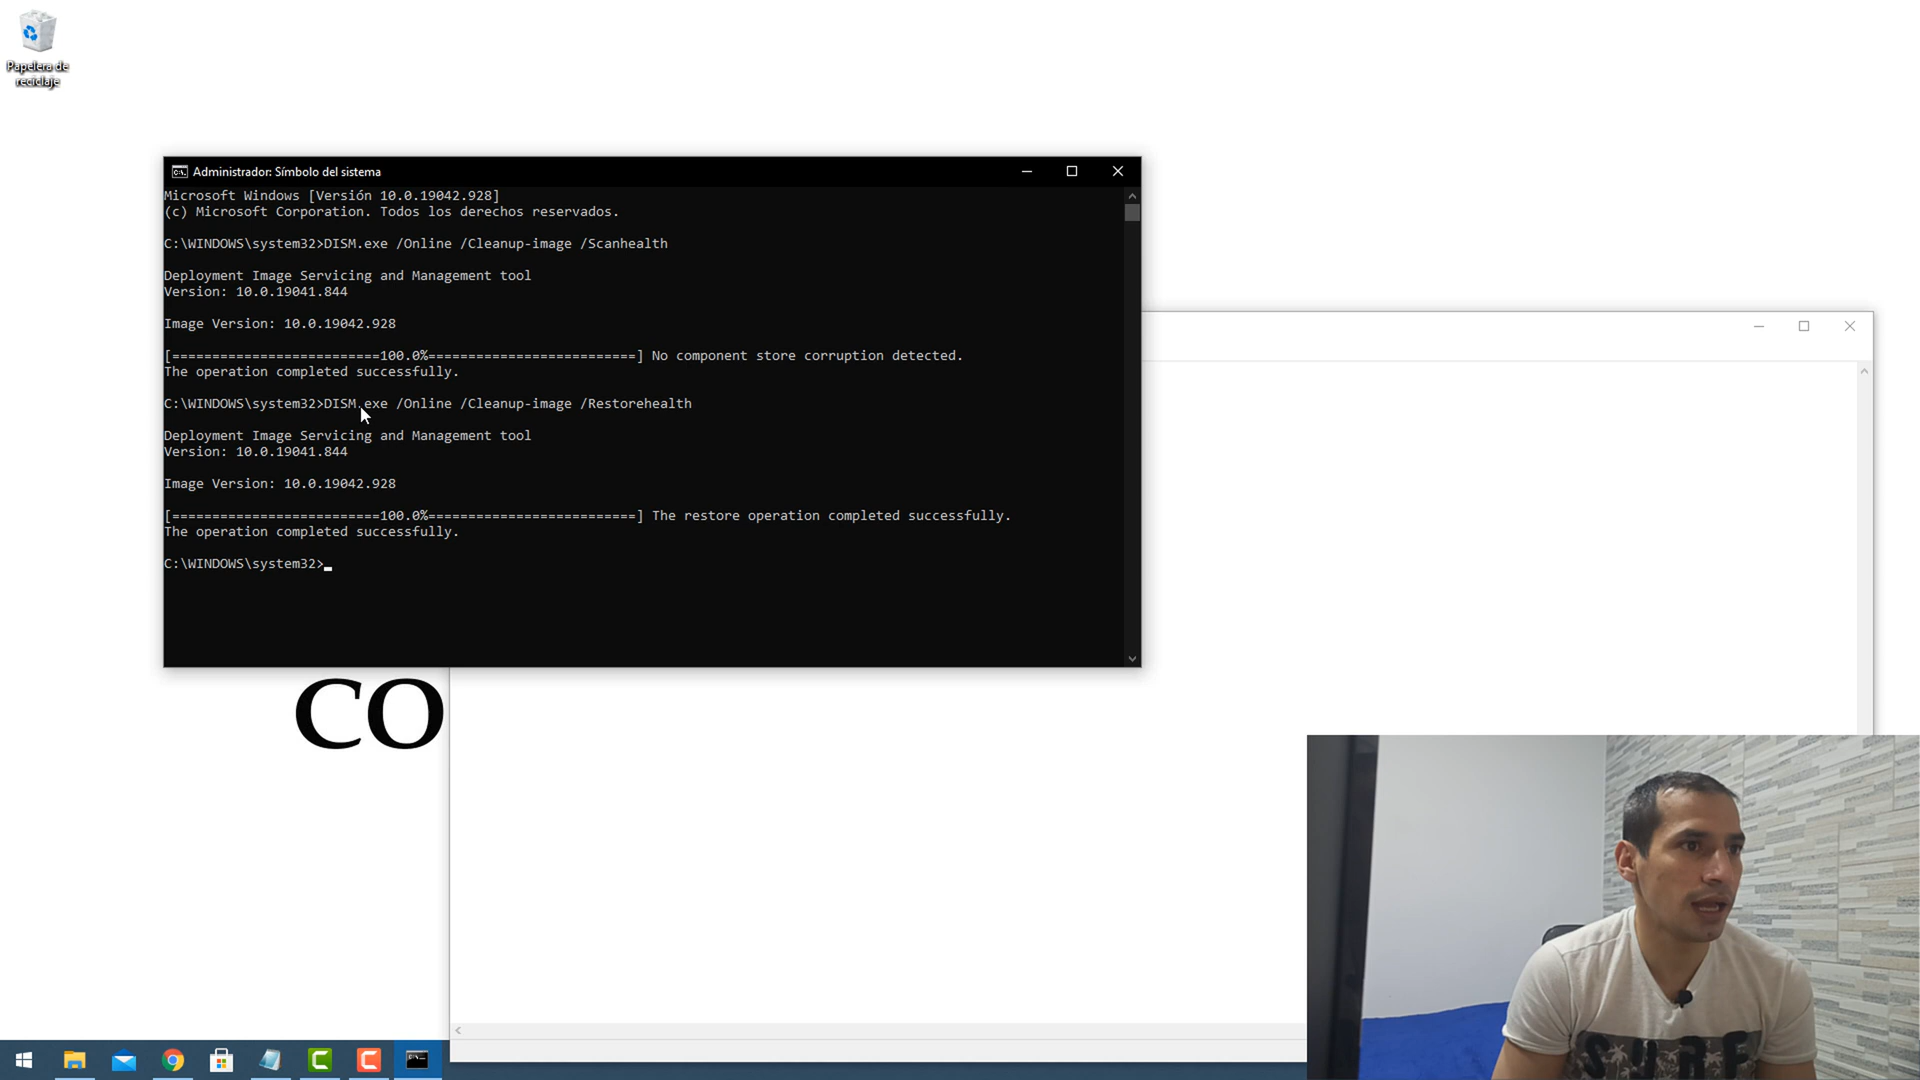 Papelera de
reciclaje
Administrador: Símbolo del sistema
Microsoft Windows [Versión 10.0.19042.928]
(c) Microsoft Corporation. Todos los derechos reservados.
C:\WINDOWS\system32>DISM.exe /Online /Cleanup-image /Scanhealth
Deployment Image Servicing and Management tool
Version: 10.0.19041.844
Image Version: 10.0.19042.928
[==========================100.0%==========================] No component store corruption detected.
The operation completed successfully.
C:\WINDOWS\system32>DISM.exe /Online /Cleanup-image /Restorehealth
Deployment Image Servicing and Management tool
Version: 10.0.19041.844
Image Version: 10.0.19042.928
[==========================100.0%==========================] The restore operation completed successfully.
The operation completed successfully.
C:\WINDOWS\system32>
CO